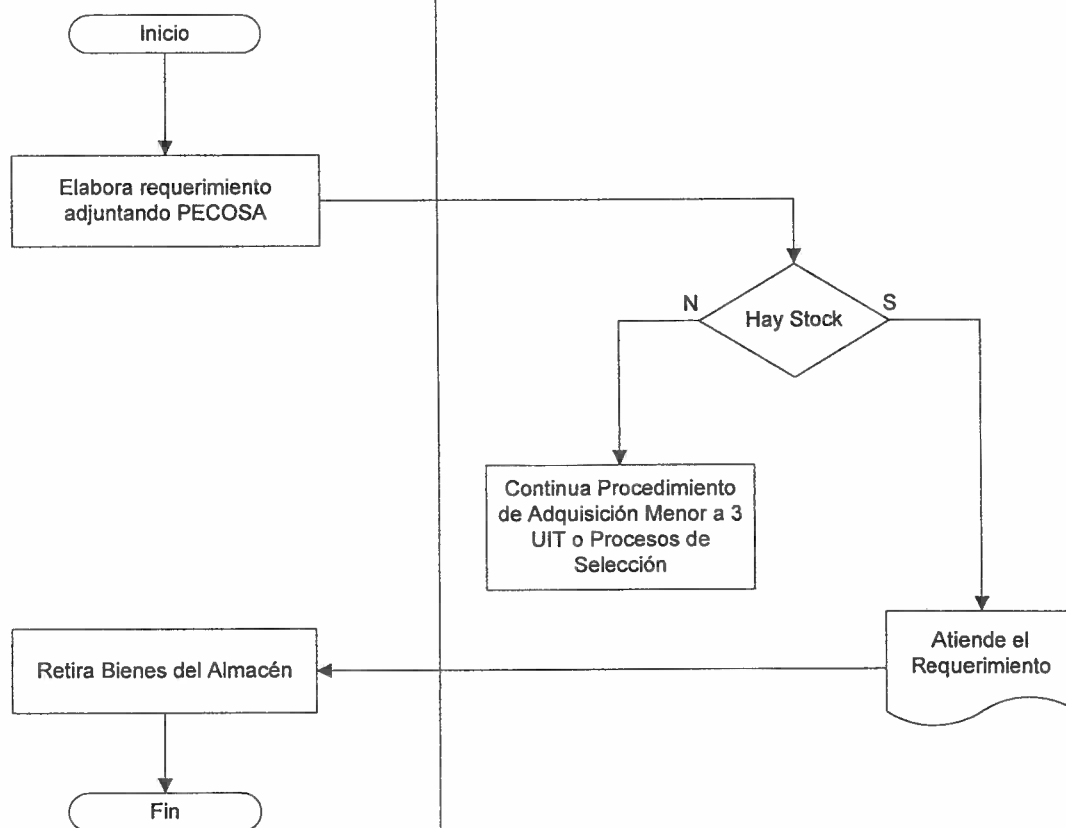 Inicio
Elabora requerimiento
adjuntando PECOSA
N
S
Hay Stock
Continua Procedimiento
de Adquisición Menor a 3
UIT o Procesos de
Selección
Atiende el
Requerimiento
Retira Bienes del Almacén
Fin